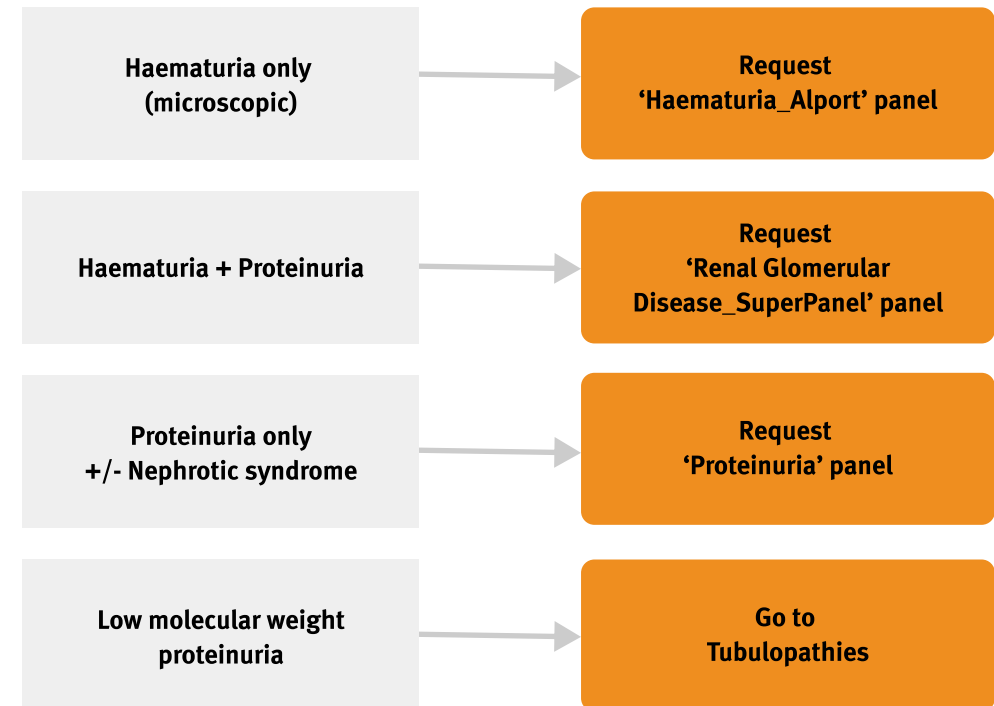 Haematuria only
(microscopic)
Request
‘Haematuria_Alport’ panel
Haematuria + Proteinuria
Request
‘Renal Glomerular
Disease_SuperPanel’ panel
Proteinuria only
+/- Nephrotic syndrome
Request
‘Proteinuria’ panel
Low molecular weight
proteinuria
Go to
Tubulopathies